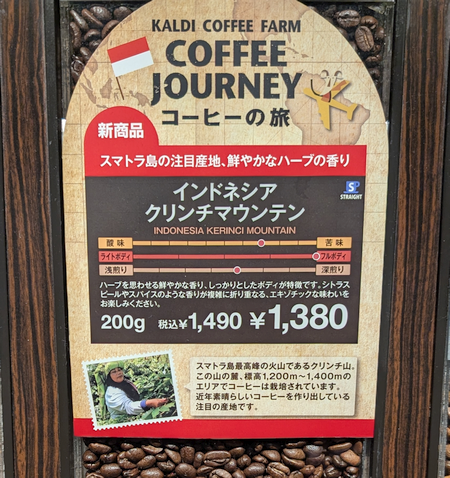 KALDI COFFEE FARM
COFFEE
JOURNEY
コーヒーの旅
新商品
スマトラ島の注目産地、鮮やかなハーブの香り
インドネシア
クリンチマウンテン
INDONESIA KERINCI MOUNTAIN
S
STRAIGHT
酸味 苦味
ライトボディ フルボディ
浅煎り 深煎り
ハーブを思わせる鮮やかな香り、しっかりとしたボディが特徴です。シトラス
ピールやスパイスのような香りが複雑に折り重なる、エキゾチックな味わいを
お楽しみください。
200g 税込¥1,490 ¥1,380
スマトラ島最高峰の火山であるクリンチ山。
この山の麓、標高1,200m〜1,400mの
エリアでコーヒーは栽培されています。
近年素晴らしいコーヒーを作り出している
注目の産地です。